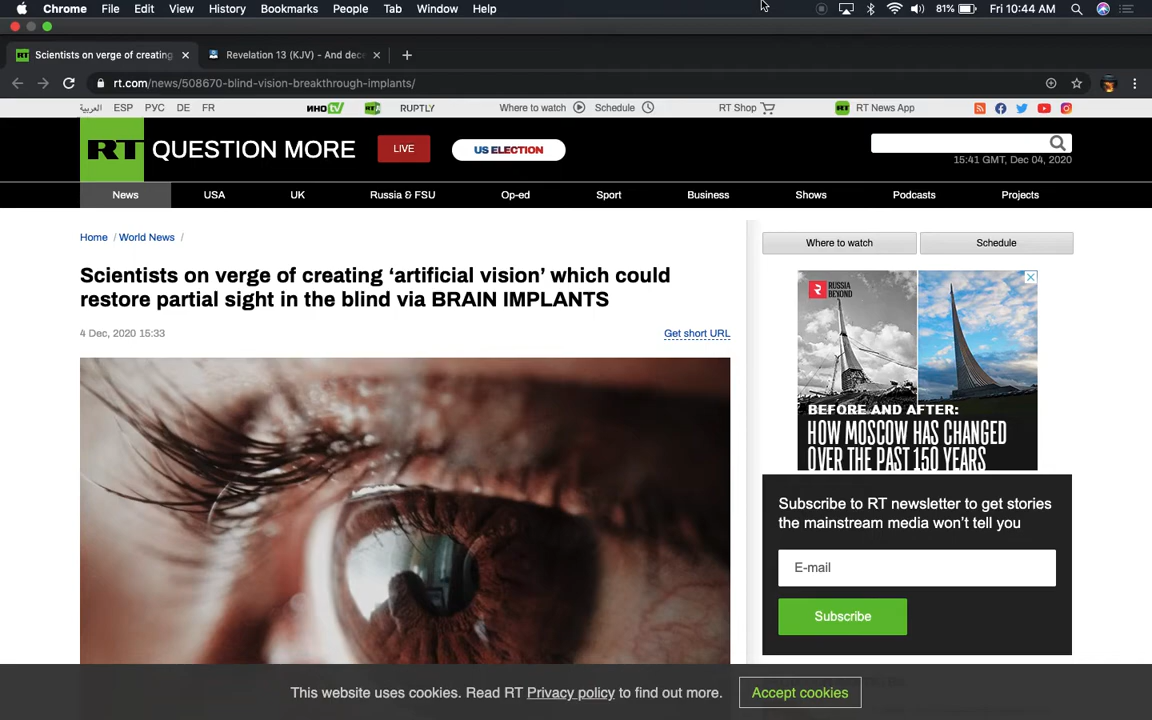 Chrome File Edit View History Bookmarks People Tab Window Help 81% Fri 10:44 AM
Scientists on verge of creating
Revelation 13 (KJV) - And dece
rt.com/news/508670-blind-vision-breakthrough-implants/
العربية ESP РУС DE FR ИНО TV RUPTLY Where to watch Schedule RT Shop RT News App
RT QUESTION MORE LIVE US ELECTION
15:41 GMT, Dec 04, 2020
News USA UK Russia & FSU Op-ed Sport Business Shows Podcasts Projects
Home / World News /
Where to watch Schedule
Scientists on verge of creating ‘artificial vision’ which could
restore partial sight in the blind via BRAIN IMPLANTS
4 Dec, 2020 15:33 Get short URL
RUSSIA
BEYOND
BEFORE AND AFTER:
HOW MOSCOW HAS CHANGED
OVER THE PAST 150 YEARS
Subscribe to RT newsletter to get stories
the mainstream media won’t tell you
E-mail
Subscribe
This website uses cookies. Read RT Privacy policy to find out more. Accept cookies